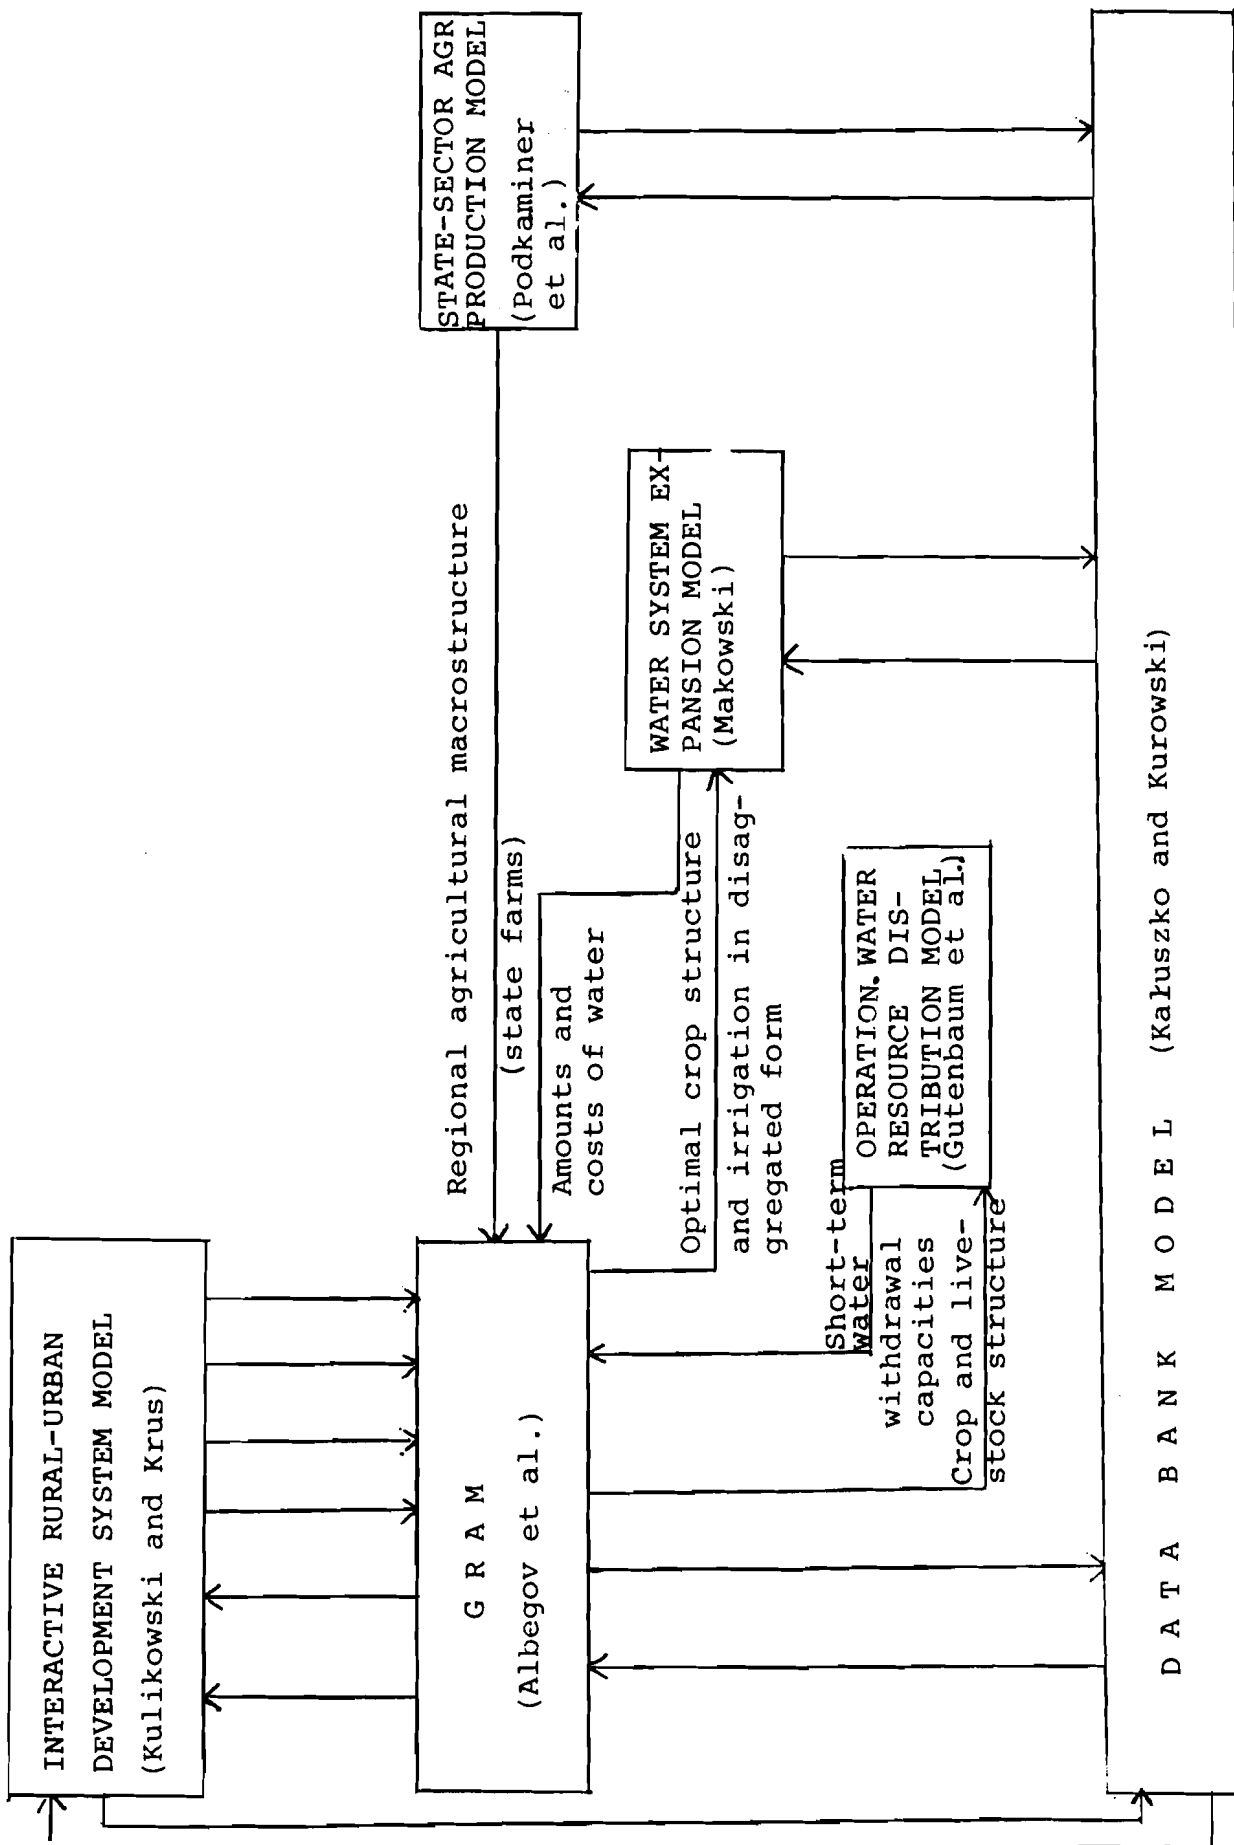 INTERACTIVE RURAL-URBAN
DEVELOPMENT SYSTEM MODEL
(Kulikowski and Krus)
G R A M
(Albegov et al.)
STATE-SECTOR AGR
PRODUCTION MODEL
(Podkaminer
et al.)
Regional agricultural macrostructure
(state farms)
Amounts and
costs of water
WATER SYSTEM EX-
PANSION MODEL
(Makowski)
Optimal crop structure
and irrigation in disag-
gregated form
OPERATION. WATER
RESOURCE DIS-
TRIBUTION MODEL
(Gutenbaum et al.)
Short-term
water
withdrawal
capacities
Crop and live-
stock structure
D A T A B A N K M O D E L (Kałuszko and Kurowski)